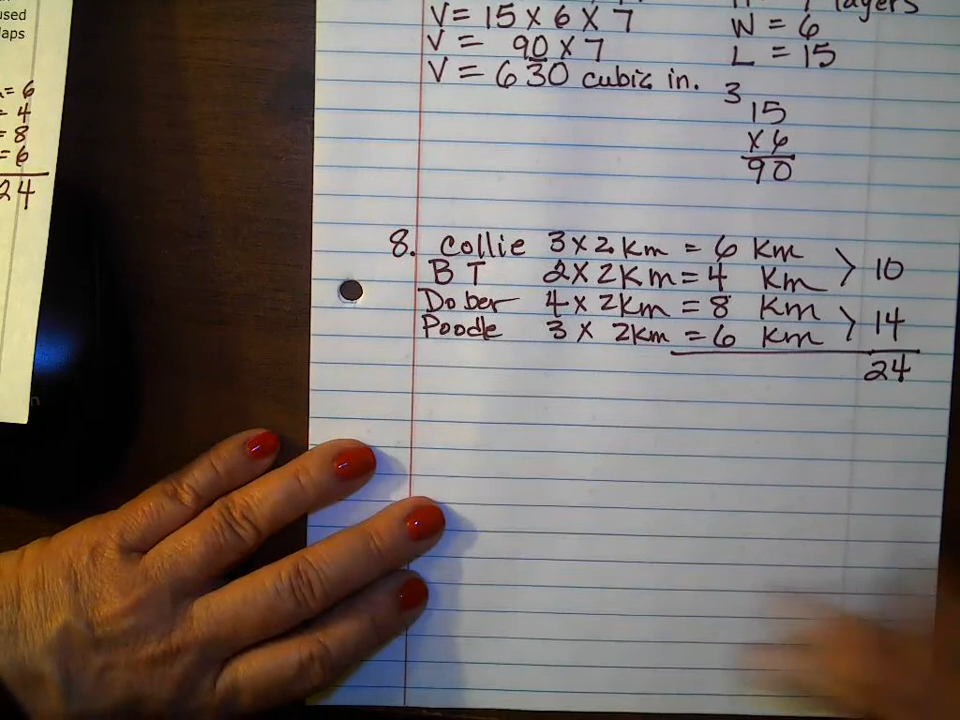 used
laps
= 6
= 4
= 8
= 6
24
V = 15 x 6 x 7
V = 90 x 7
V = 630 cubic in.
layers
W = 6
L = 15
3
15
x 6
90
8. Collie 3 x 2 km = 6 km > 10
B T 2 x 2 km = 4 km
Dober 4 x 2 km = 8 km > 14
Poodle 3 x 2 km = 6 km
24